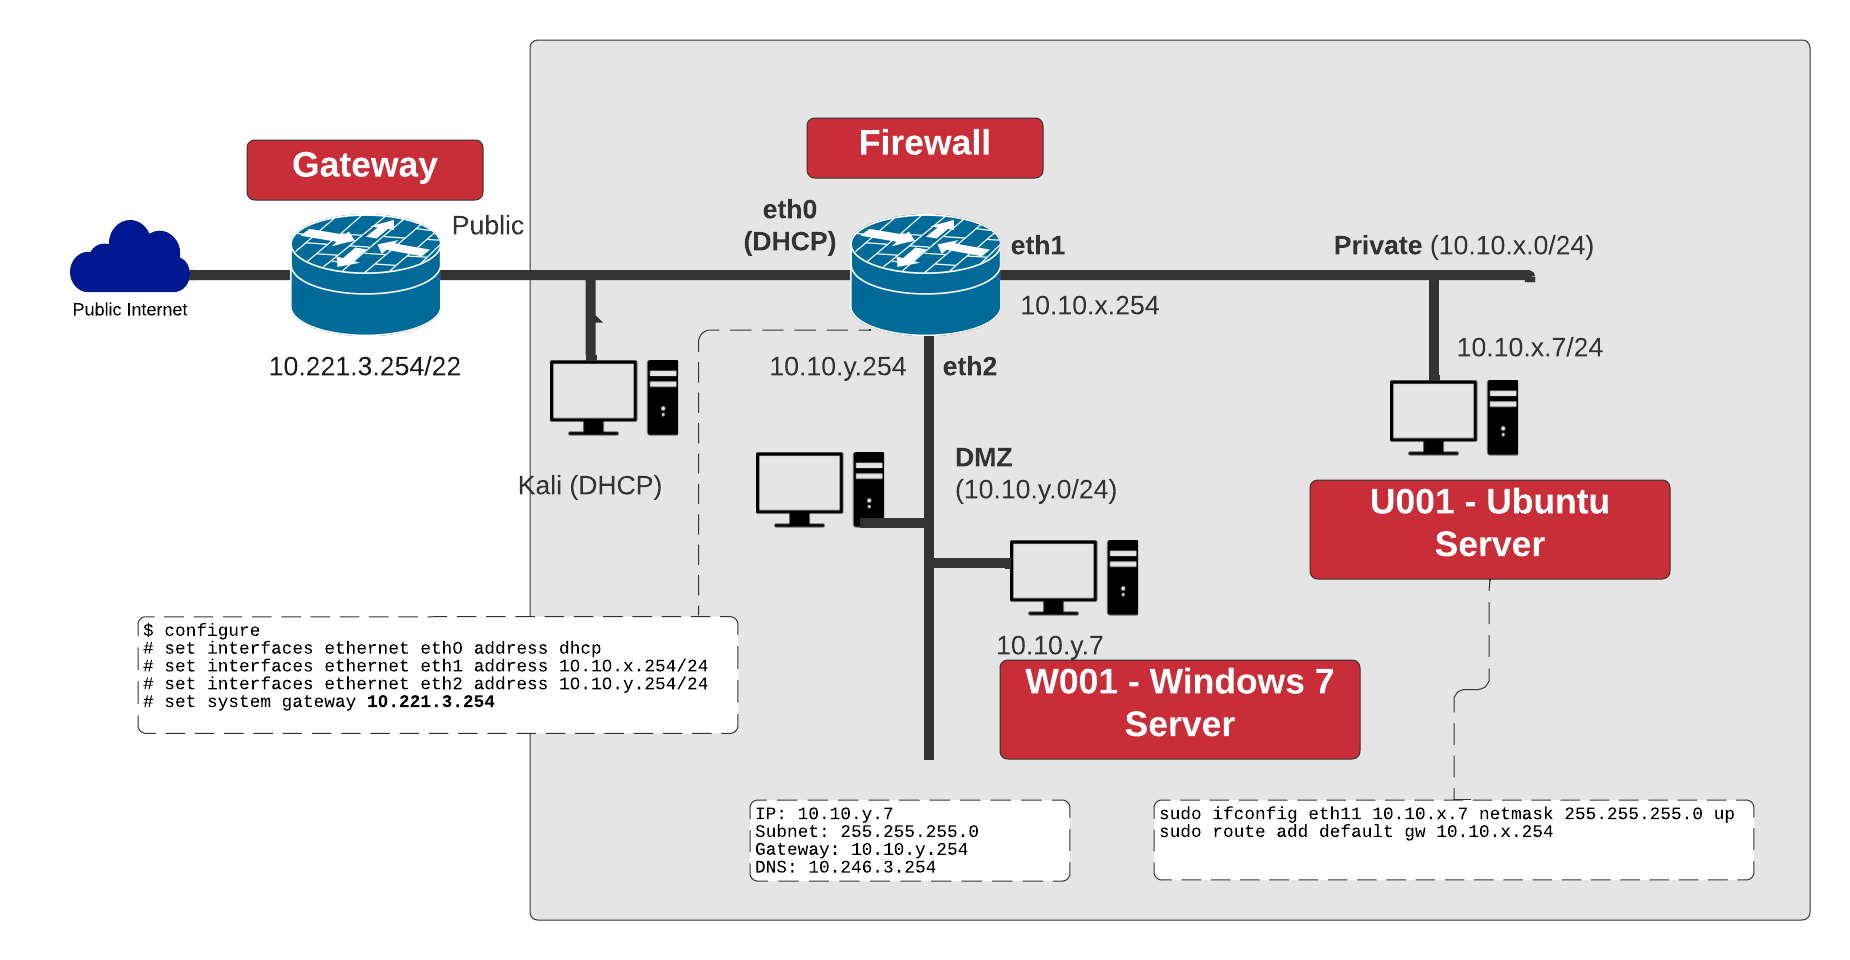 Gateway
Firewall
Public
eth0
(DHCP)
eth1
Private (10.10.x.0/24)
Public Internet
10.10.x.254
10.221.3.254/22
10.10.y.254
eth2
10.10.x.7/24
Kali (DHCP)
DMZ
(10.10.y.0/24)
U001 - Ubuntu
Server
10.10.y.7
W001 - Windows 7
Server
$ configure
# set interfaces ethernet eth0 address dhcp
# set interfaces ethernet eth1 address 10.10.x.254/24
# set interfaces ethernet eth2 address 10.10.y.254/24
# set system gateway 10.221.3.254
IP: 10.10.y.7
Subnet: 255.255.255.0
Gateway: 10.10.y.254
DNS: 10.246.3.254
sudo ifconfig eth11 10.10.x.7 netmask 255.255.255.0 up
sudo route add default gw 10.10.x.254